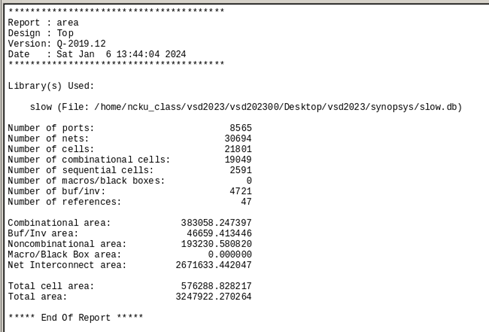 ****************************************
Report : area
Design : Top
Version: Q-2019.12
Date   : Sat Jan  6 13:44:04 2024
****************************************
Library(s) Used:
slow (File: /home/ncku_class/vsd2023/vsd202300/Desktop/vsd2023/synopsys/slow.db)
Number of ports: 8565
Number of nets: 30694
Number of cells: 21801
Number of combinational cells: 19049
Number of sequential cells: 2591
Number of macros/black boxes: 0
Number of buf/inv: 4721
Number of references: 47
Combinational area: 383058.247397
Buf/Inv area: 46659.413446
Noncombinational area: 193230.580820
Macro/Black Box area: 0.000000
Net Interconnect area: 2671633.442047
Total cell area: 576288.828217
Total area: 3247922.270264
***** End Of Report *****